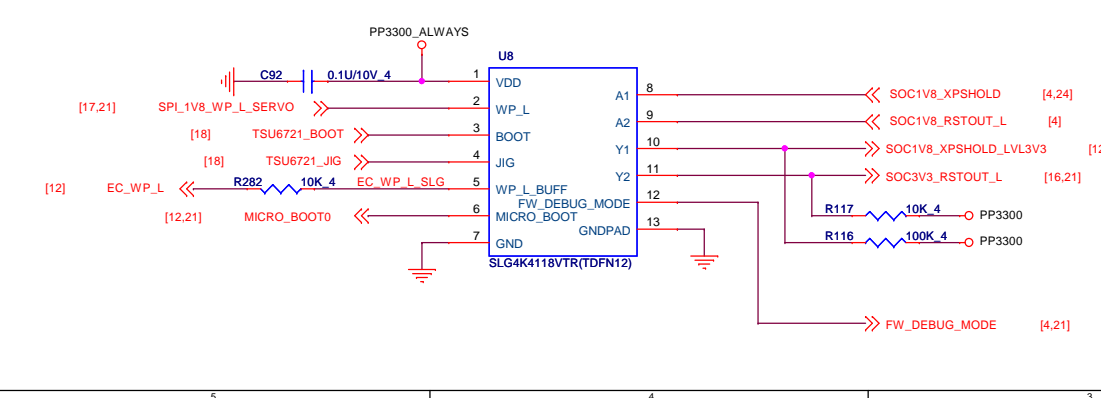 PP3300_ALWAYS
U8
C92 0.1U/10V_4 1 VDD
A1 8 SOC1V8_XPSHOLD [4,24]
[17,21] SPI_1V8_WP_L_SERVO 2 WP_L
A2 9 SOC1V8_RSTOUT_L [4]
[18] TSU6721_BOOT 3 BOOT
Y1 10 SOC1V8_XPSHOLD_LVL3V3 [12
[18] TSU6721_JIG 4 JIG
Y2 11 SOC3V3_RSTOUT_L [16,21]
[12] EC_WP_L R282 10K_4 EC_WP_L_SLG 5 WP_L_BUFF
FW_DEBUG_MODE 12
[12,21] MICRO_BOOT0 6 MICRO_BOOT
R117 10K_4 PP3300
GNDPAD 13
R116 100K_4 PP3300
7 GND
SLG4K4118VTR(TDFN12)
FW_DEBUG_MODE [4,21]
5 4 3